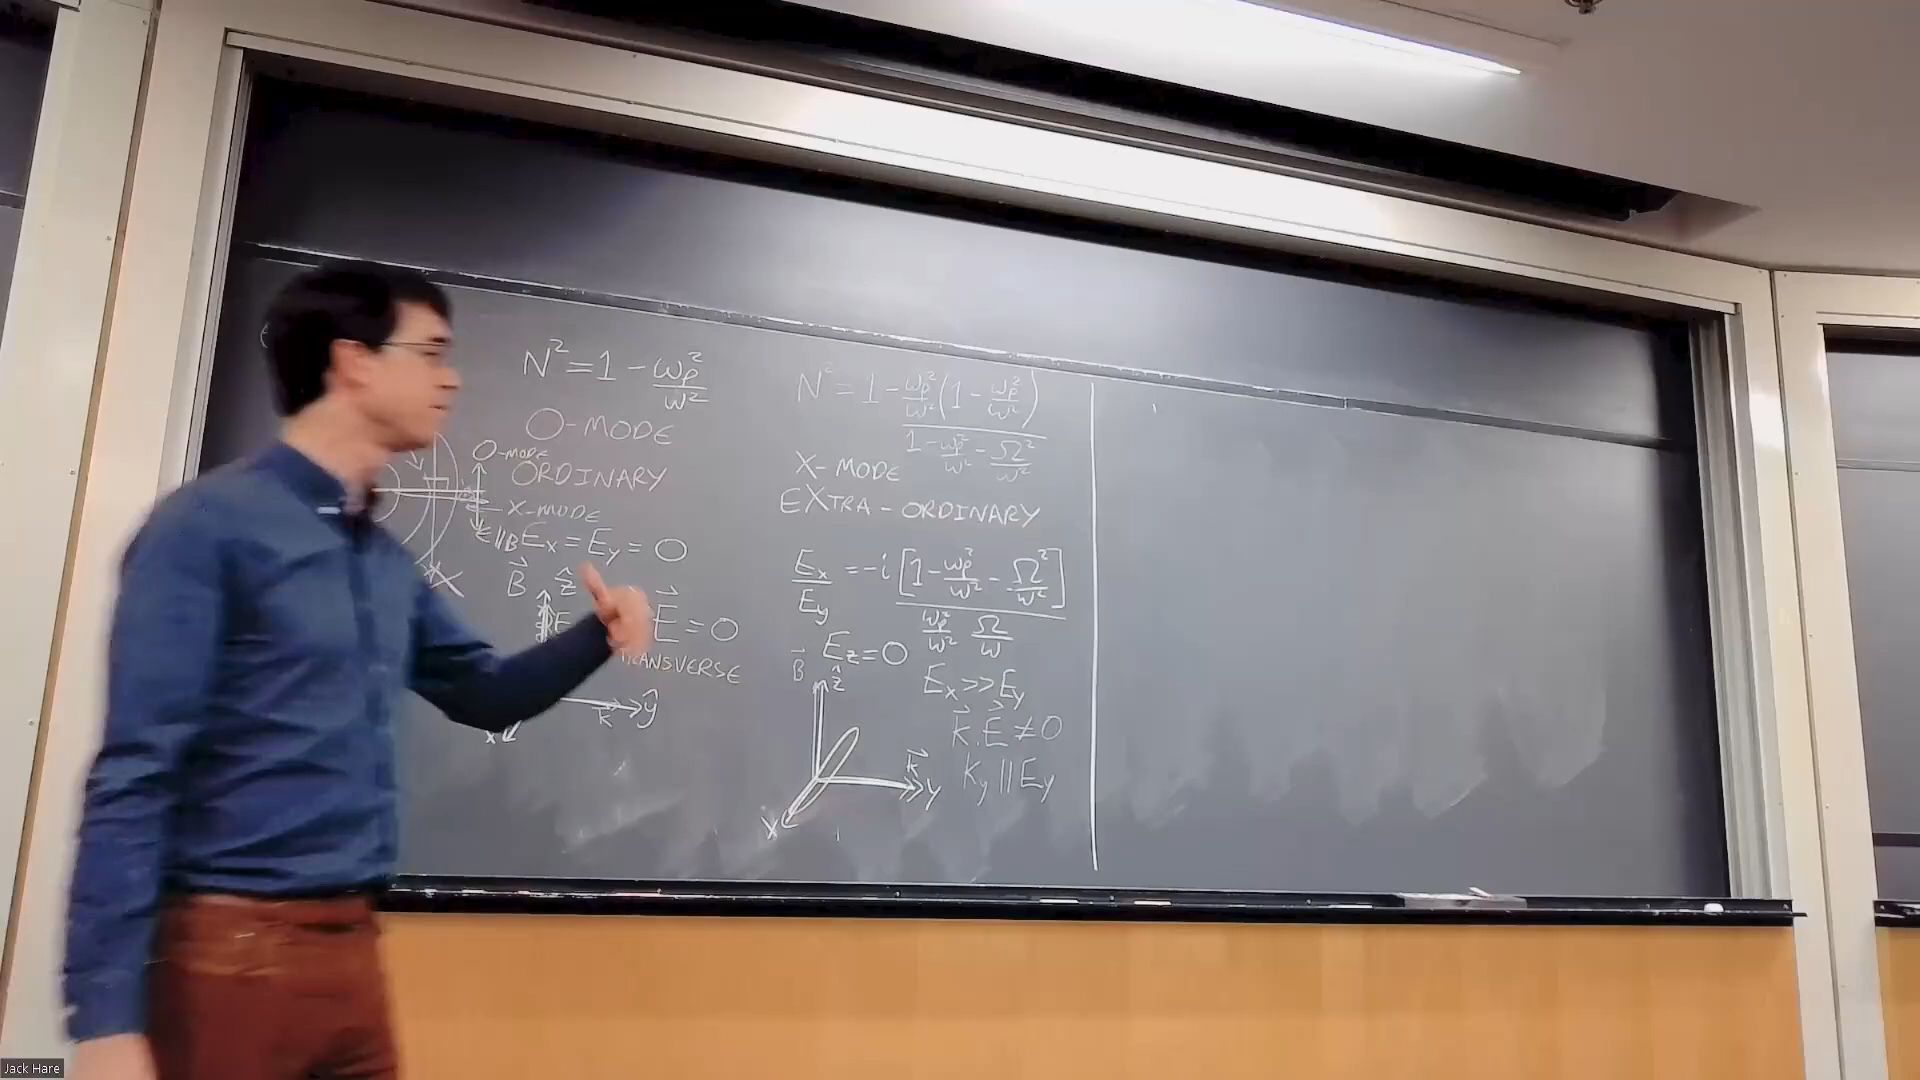 N² = 1 - ωp²/ω²
O-MODE
ORDINARY
O-MODE
X-MODE
E∥B
Ex = Ey = 0
B⃗ ẑ
E⃗ = 0
TRANSVERSE
k⃗ ŷ
x
N² = 1 - ωp²/ω² (1 - ωp²/ω²) / 1 - ωp²/ω² - Ω²/ω²
X-MODE
EXTRA-ORDINARY
Ex/Ey = -i [1 - ωp²/ω² - Ω²/ω²] / ωp²/ω² Ω/ω
Ez = 0
B⃗ ẑ
Ex >> Ey
k⃗ . E⃗ ≠ 0
ky ∥ Ey
k⃗
y
x
Jack Hare